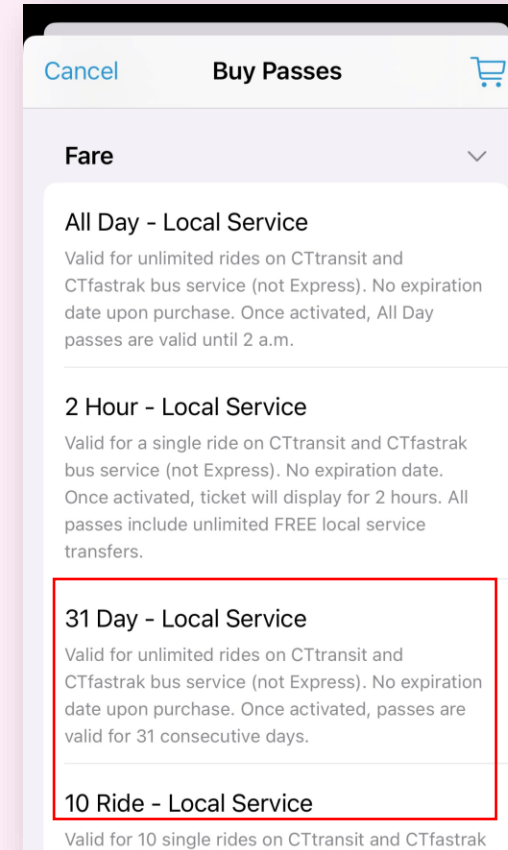 Cancel Buy Passes
Fare
All Day - Local Service
Valid for unlimited rides on CTtransit and
CTfastrak bus service (not Express). No expiration
date upon purchase. Once activated, All Day
passes are valid until 2 a.m.
2 Hour - Local Service
Valid for a single ride on CTtransit and CTfastrak
bus service (not Express). No expiration date.
Once activated, ticket will display for 2 hours. All
passes include unlimited FREE local service
transfers.
31 Day - Local Service
Valid for unlimited rides on CTtransit and
CTfastrak bus service (not Express). No expiration
date upon purchase. Once activated, passes are
valid for 31 consecutive days.
10 Ride - Local Service
Valid for 10 single rides on CTtransit and CTfastrak